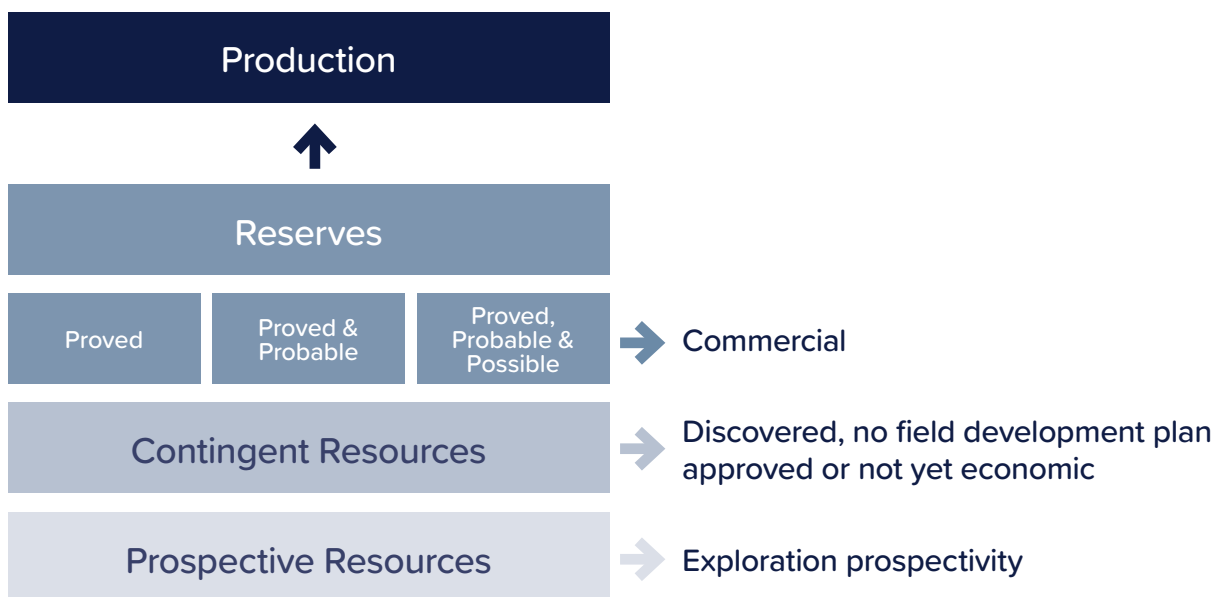 Production
Reserves
Proved
Proved &
Probable
Proved,
Probable &
Possible
Commercial
Contingent Resources
Discovered, no field development plan
approved or not yet economic
Prospective Resources
Exploration prospectivity